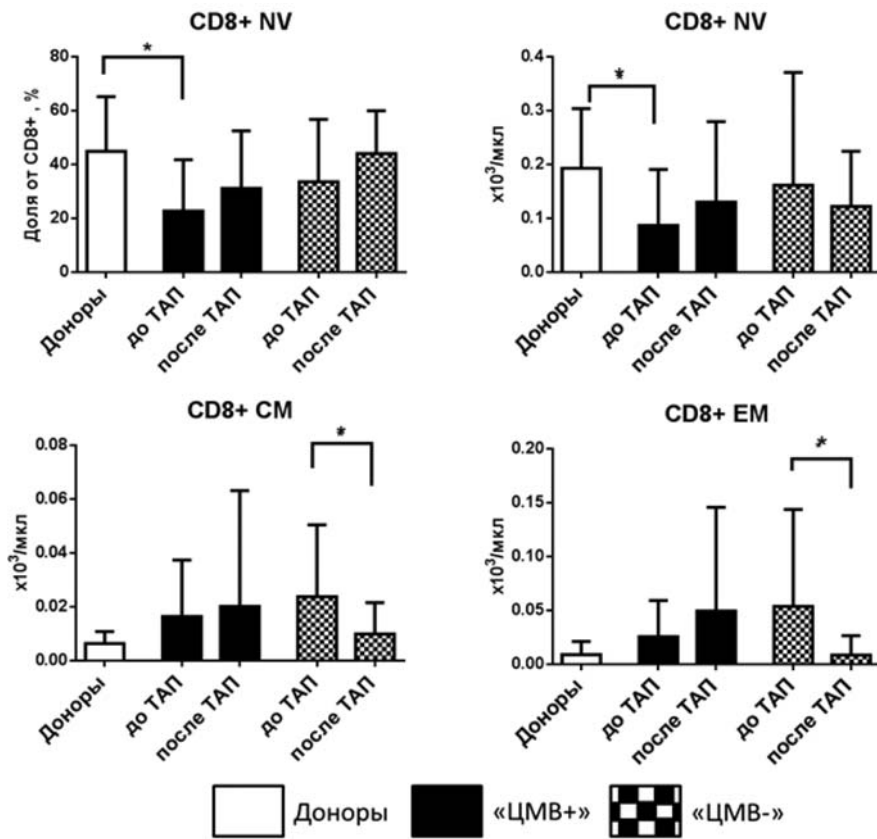 CD8+ NV
*
80
60
40
20
0
Доля от CD8+ , %
Доноры
до ТАП
после ТАП
до ТАП
после ТАП
CD8+ NV
*
0.4
0.3
0.2
0.1
0.0
x10³/мкл
Доноры
до ТАП
после ТАП
до ТАП
после ТАП
CD8+ CM
*
0.08
0.06
0.04
0.02
0.00
x10³/мкл
Доноры
до ТАП
после ТАП
до ТАП
после ТАП
CD8+ EM
*
0.20
0.15
0.10
0.05
0.00
x10³/мкл
Доноры
до ТАП
после ТАП
до ТАП
после ТАП
Доноры
«ЦМВ+»
«ЦМВ-»